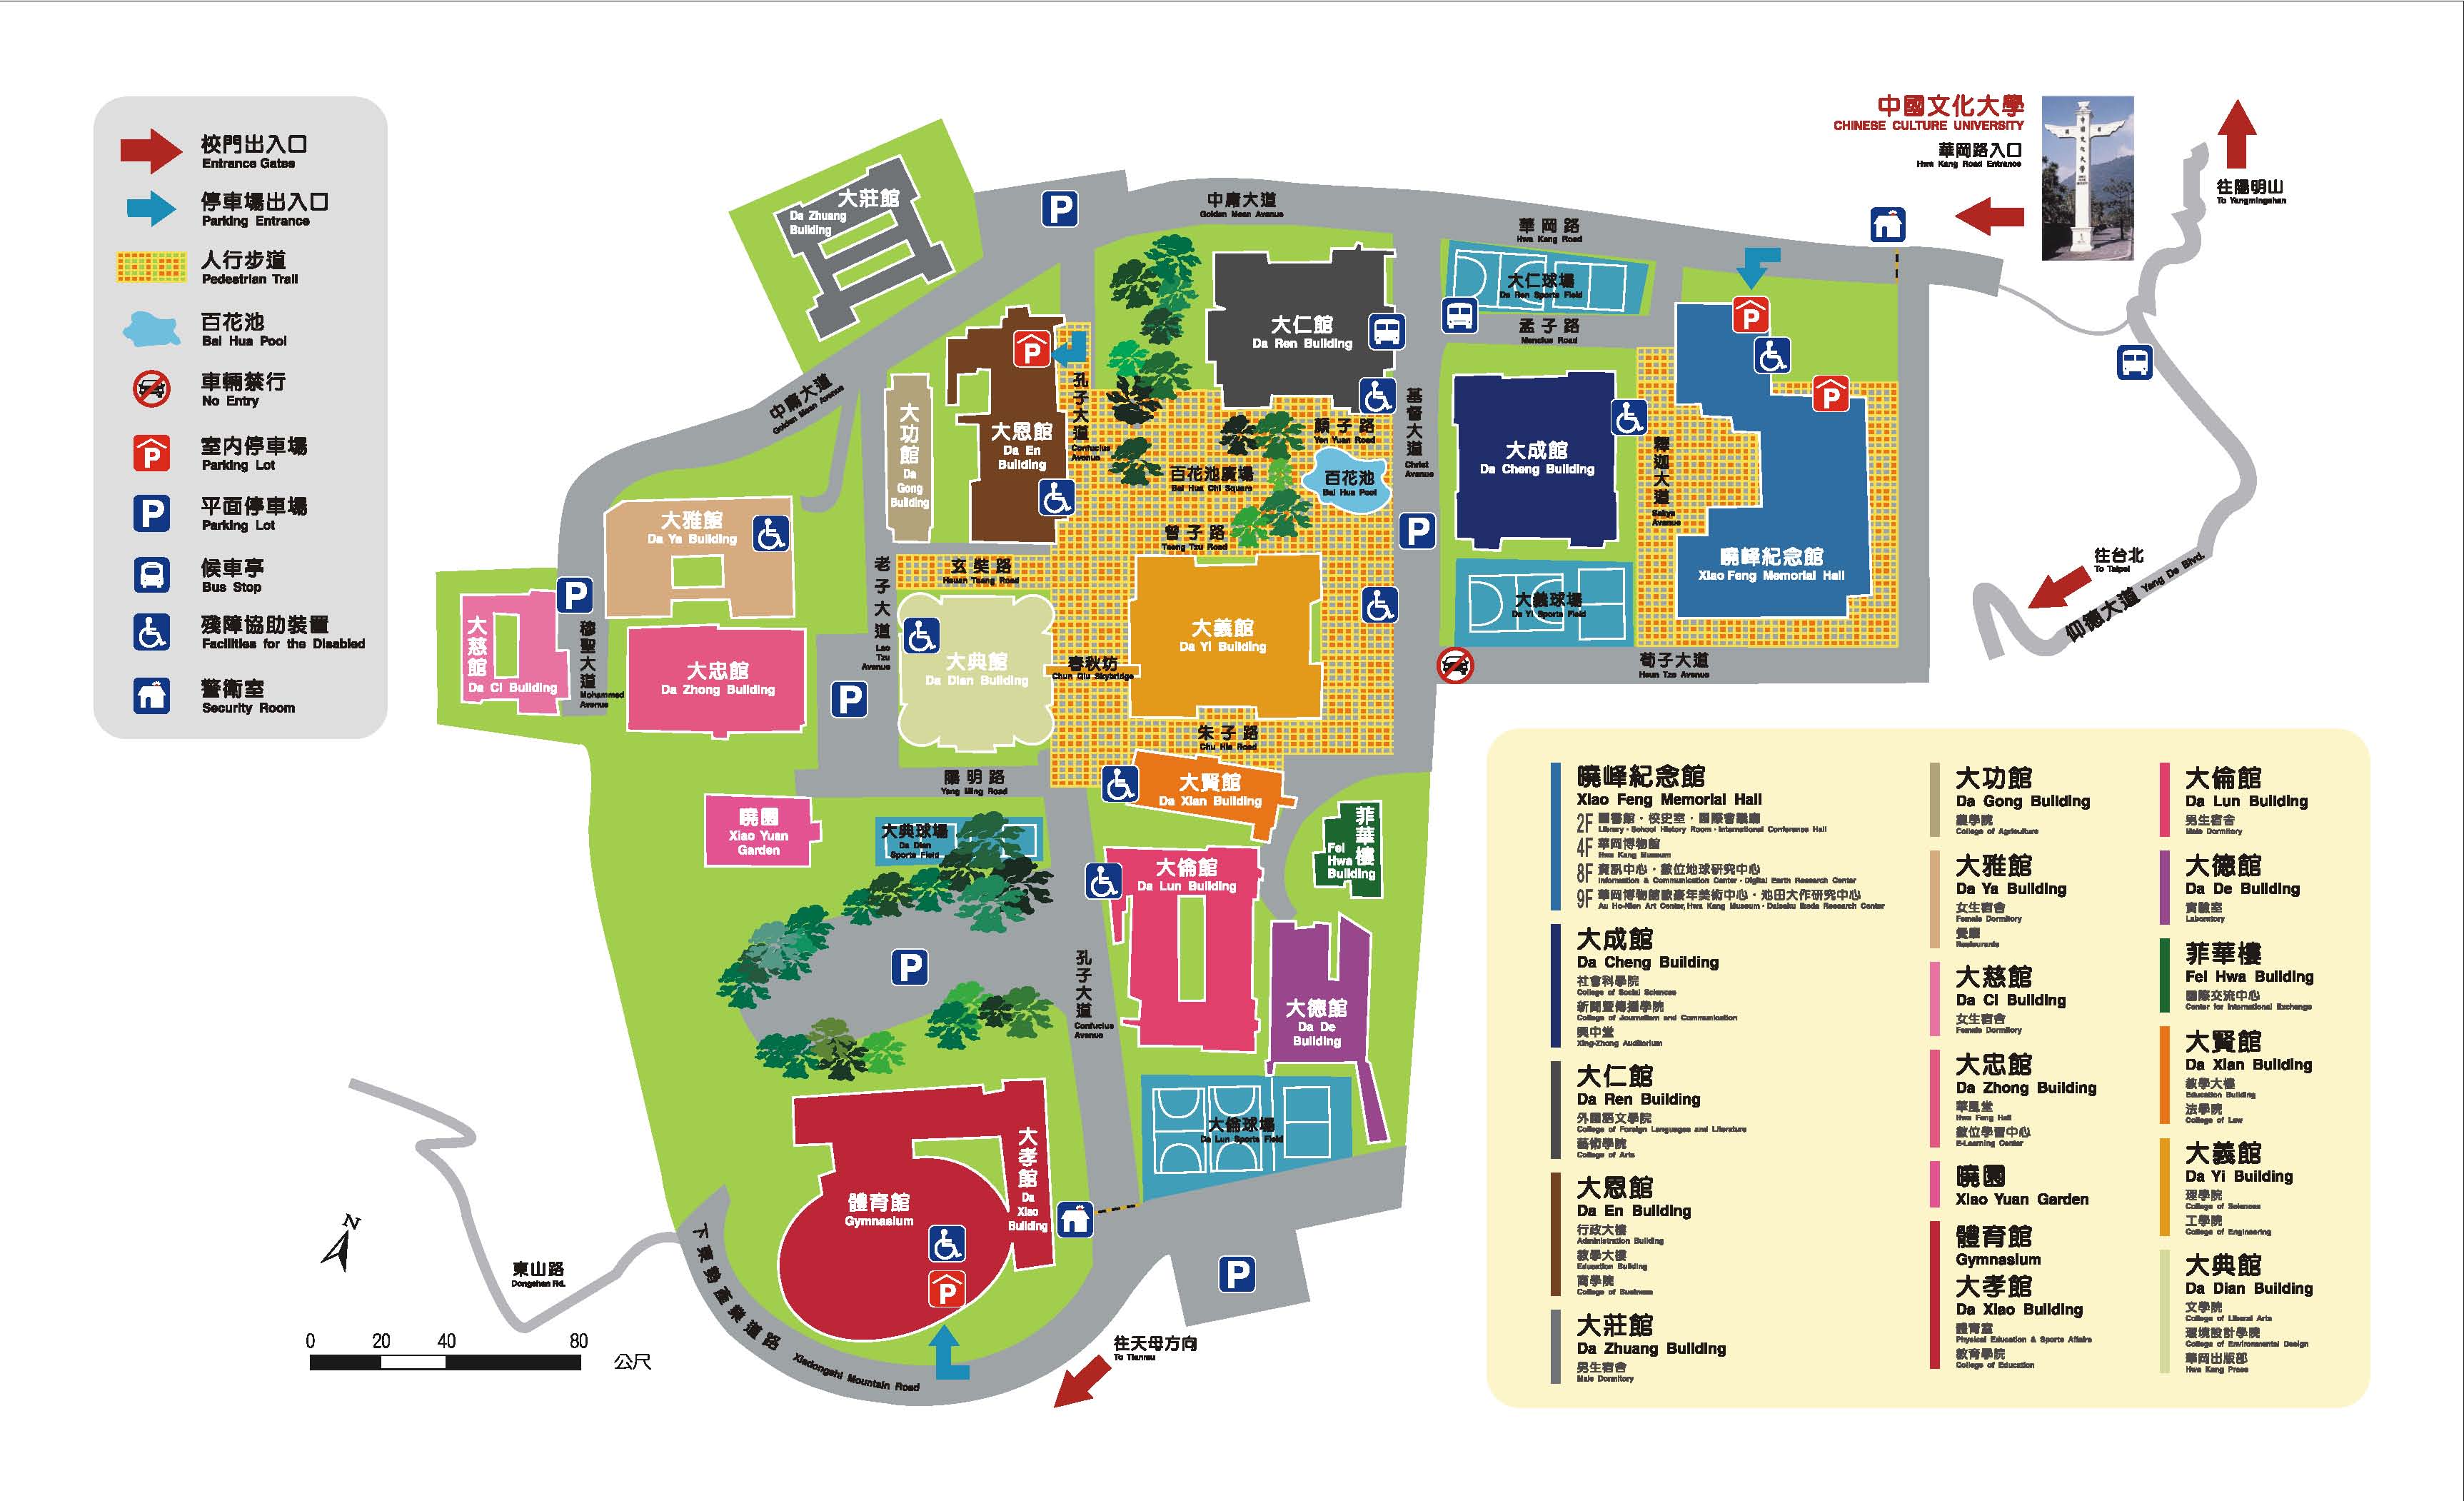 校門出入口
Entrance Gates
停車場出入口
Parking Entrance
人行步道
Pedestrian Trail
百花池
Bai Hua Pool
車輛禁行
No Entry
室內停車場
Parking Lot
平面停車場
Parking Lot
候車亭
Bus Stop
殘障協助裝置
Facilities for the Disabled
警衛室
Security Room
中國文化大學
CHINESE CULTURE UNIVERSITY
華岡路入口
Hwa Kang Road Entrance
往陽明山
To Yangmingshan
往台北
To Taipei
仰德大道 Yang De Blvd.
大莊館
Da Zhuang
Building
P
中庸大道
Golden Mean Avenue
華岡路
Hwa Kang Road
大仁球場
Da Ren Sports Field
孟子路
Mencius Road
大仁館
Da Ren Building
中庸大道
Golden Mean Avenue
大功館
Da
Gong
Building
大恩館
Da En
Building
P
孔子大道
Confucius
Avenue
顏子路
Yen Yuan Road
百花池廣場
Bai Hua Chi Square
百花池
Bai Hua Pool
基督大道
Christ
Avenue
P
大成館
Da Cheng Building
釋迦大道
Sakya
Avenue
P
P
曉峰紀念館
Xiao Feng Memorial Hall
大雅館
Da Ya Building
曾子路
Tseng Tzu Road
玄奘路
Hsuan Tsang Road
老子大道
Lao
Tzu
Avenue
大慈館
Da Ci Building
P
穆聖大道
Mohammed
Avenue
大忠館
Da Zhong Building
P
大典館
Da Dian Building
春秋坊
Chun Qiu Skybridge
大義館
Da Yi Building
大義球場
Da Yi Sports Field
荀子大道
Hsun Tzu Avenue
朱子路
Chu Hsi Road
陽明路
Yang Ming Road
大賢館
Da Xian Building
曉園
Xiao Yuan
Garden
大典球場
Da Dian
Sports Field
菲華樓
Fei
Hwa
Building
大倫館
Da Lun Building
P
孔子大道
Confucius
Avenue
大德館
Da De
Building
大倫球場
Da Lun Sports Field
大孝館
Da
Xiao
Building
體育館
Gymnasium
P
P
下東勢產業道路
Xiadongshi Mountain Road
東山路
Dongshan Rd.
往天母方向
To Tianmu
N
0 20 40 80 公尺
曉峰紀念館
Xiao Feng Memorial Hall
2F 圖書館・校史室・國際會議廳
Library・School History Room・International Conference Hall
4F 華岡博物館
Hwa Kang Museum
8F 資訊中心・數位地球研究中心
Information & Communication Center・Digital Earth Research Center
9F 華岡博物館歐豪年美術中心・池田大作研究中心
Au Ho-Nien Art Center, Hwa Kang Museum・Daisaku Ikeda Research Center
大成館
Da Cheng Building
社會科學院
College of Social Sciences
新聞暨傳播學院
College of Journalism and Communication
興中堂
Xing-Zhong Auditorium
大仁館
Da Ren Building
外國語文學院
College of Foreign Languages and Literature
藝術學院
College of Arts
大恩館
Da En Building
行政大樓
Administration Building
教學大樓
Education Building
商學院
College of Business
大莊館
Da Zhuang Building
男生宿舍
Male Dormitory
大功館
Da Gong Building
農學院
College of Agriculture
大雅館
Da Ya Building
女生宿舍
Female Dormitory
餐廳
Restaurants
大慈館
Da Ci Building
女生宿舍
Female Dormitory
大忠館
Da Zhong Building
華風堂
Hwa Feng Hall
數位學習中心
E-Learning Center
曉園
Xiao Yuan Garden
體育館
Gymnasium
大孝館
Da Xiao Building
體育室
Physical Education & Sports Affairs
教育學院
College of Education
大倫館
Da Lun Building
男生宿舍
Male Dormitory
大德館
Da De Building
實驗室
Laboratory
菲華樓
Fei Hwa Building
國際交流中心
Center for International Exchange
大賢館
Da Xian Building
教學大樓
Education Building
法學院
College of Law
大義館
Da Yi Building
理學院
College of Sciences
工學院
College of Engineering
大典館
Da Dian Building
文學院
College of Liberal Arts
環境設計學院
College of Environmental Design
華岡出版部
Hwa Kang Press